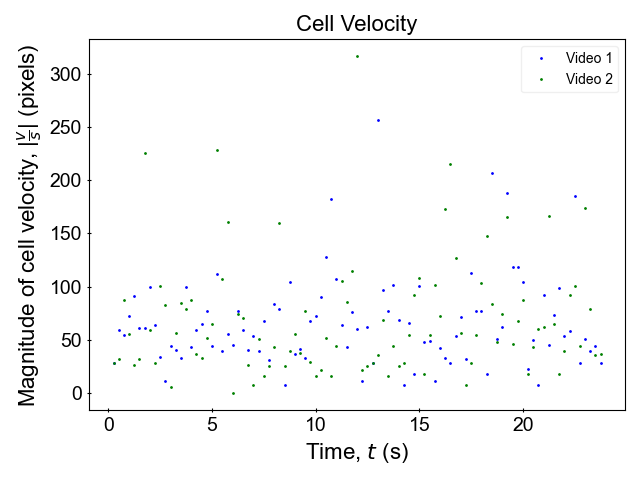 Cell Velocity
Magnitude of cell velocity, |v/s| (pixels)
300
250
200
150
100
50
0
0 5 10 15 20
Time, t (s)
Video 1
Video 2